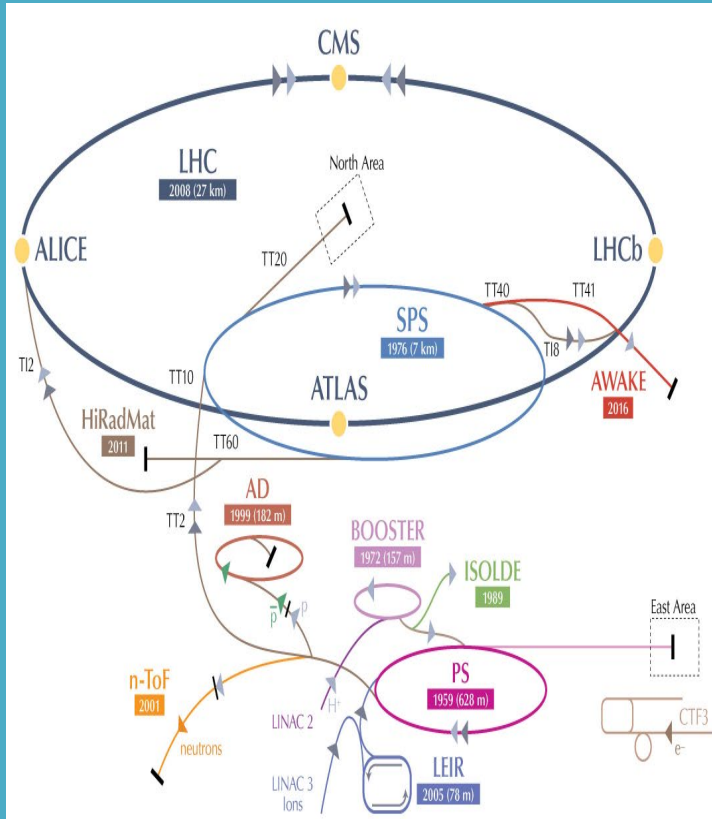 CMS
LHC
2008 (27 km)
North Area
ALICE
LHCb
TT20
TT40
TT41
SPS
1976 (7 km)
TI2
TI8
TT10
ATLAS
AWAKE
2016
HiRadMat
2011
TT60
AD
1999 (182 m)
TT2
BOOSTER
1972 (157 m)
ISOLDE
1989
p̅
p
East Area
n-ToF
2001
PS
1959 (628 m)
H⁺
LINAC 2
neutrons
CTF3
e⁻
LINAC 3
Ions
LEIR
2005 (78 m)